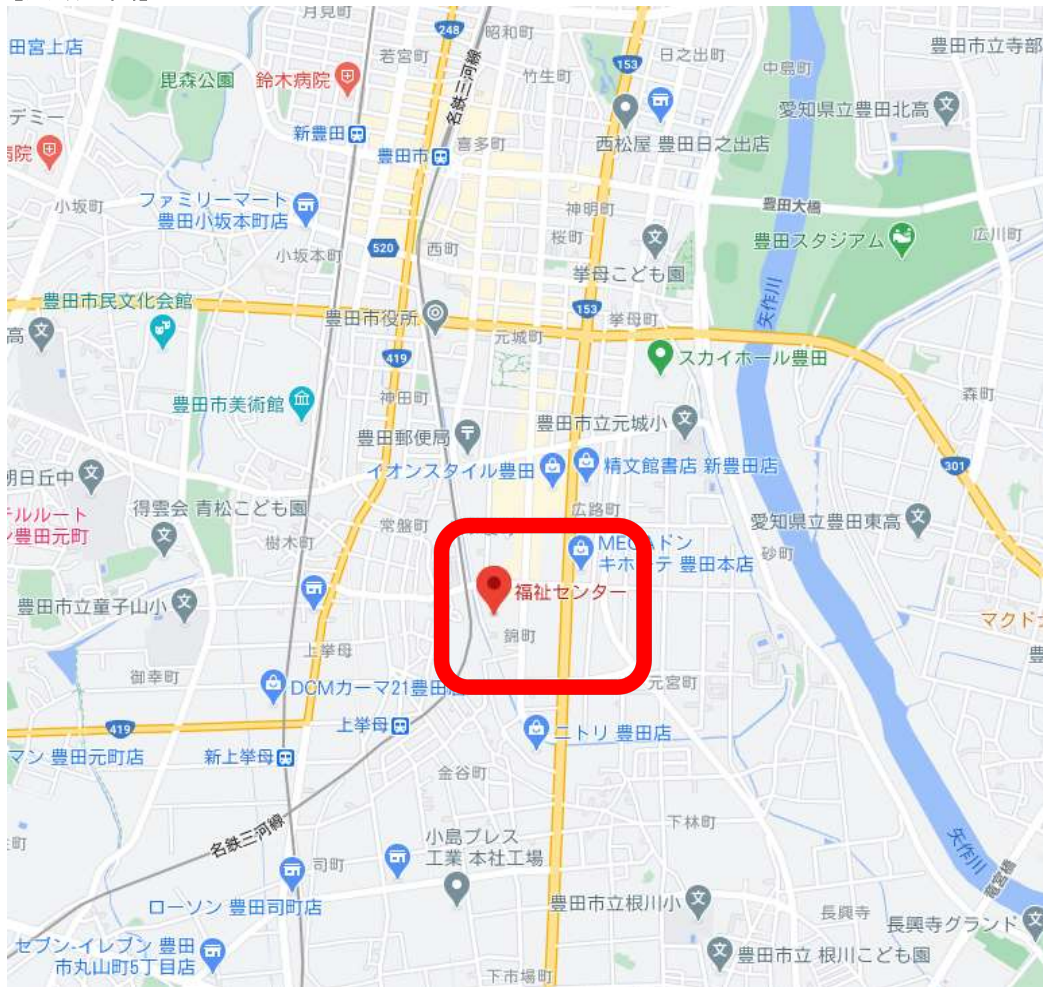 月見町
248
昭和町
田宮上店
若宮町
153
日之出町
豊田市立寺部
毘森公園
鈴木病院
名鉄三河線
竹生町
中島町
デミー
愛知県立豊田北高
新豊田
喜多町
西松屋 豊田日之出店
豊田市
小坂町
ファミリーマート
豊田小坂本町店
神明町
豊田大橋
小坂本町
520
西町
桜町
豊田スタジアム
広川町
挙母こども園
豊田市民文化会館
豊田市役所
153
挙母町
矢作川
高
元城町
419
スカイホール豊田
豊田市美術館
神田町
森町
豊田郵便局
豊田市立元城小
イオンスタイル豊田
精文館書店 新豊田店
301
朝日丘中
得雲会 青松こども園
広路町
豊田元町
樹木町
常盤町
愛知県立豊田東高
MEGAドン
キホーテ 豊田本店
砂町
福祉センター
豊田市立童子山小
錦町
マクド
上挙母
御幸町
DCMカーマ21豊田店
元宮町
419
上挙母
ニトリ 豊田店
マン 豊田元町店
新上挙母
金谷町
名鉄三河線
小島プレス
工業 本社工場
下林町
矢作川
司町
ローソン 豊田司町店
豊田市立根川小
長興寺
長興寺グランド
セブン-イレブン 豊田
市丸山町5丁目店
豊田市立 根川こども園
下市場町